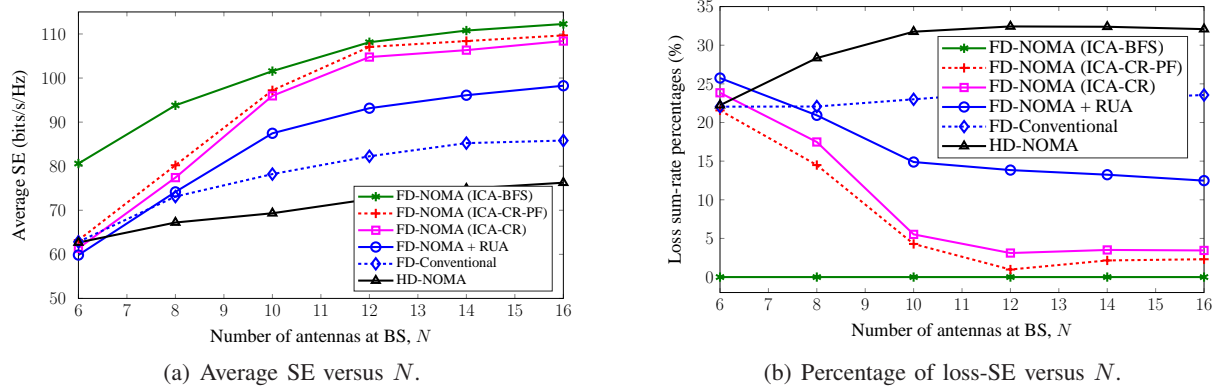 110
100
90
80
70
60
50
6
7
8
9
10
11
12
13
14
15
16
Average SE (bits/s/Hz)
Number of antennas at BS, N
FD-NOMA (ICA-BFS)
FD-NOMA (ICA-CR-PF)
FD-NOMA (ICA-CR)
FD-NOMA + RUA
FD-Conventional
HD-NOMA
(a) Average SE versus N.
35
30
25
20
15
10
5
0
6
7
8
9
10
11
12
13
14
15
16
Loss sum-rate percentages (%)
Number of antennas at BS, N
FD-NOMA (ICA-BFS)
FD-NOMA (ICA-CR-PF)
FD-NOMA (ICA-CR)
FD-NOMA + RUA
FD-Conventional
HD-NOMA
(b) Percentage of loss-SE versus N.